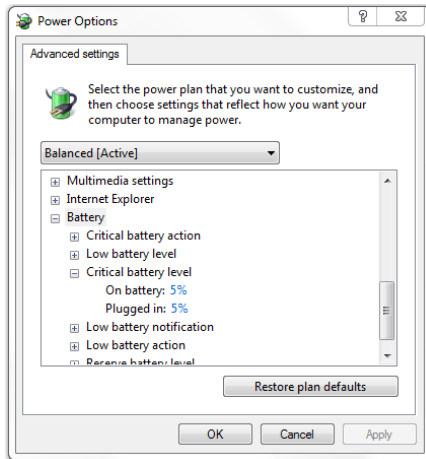 Power Options
Advanced settings
Select the power plan that you want to customize, and
then choose settings that reflect how you want your
computer to manage power.
Balanced [Active]
Multimedia settings
Internet Explorer
Battery
Critical battery action
Low battery level
Critical battery level
On battery: 5%
Plugged in: 5%
Low battery notification
Low battery action
Reserve battery level
Restore plan defaults
OK
Cancel
Apply